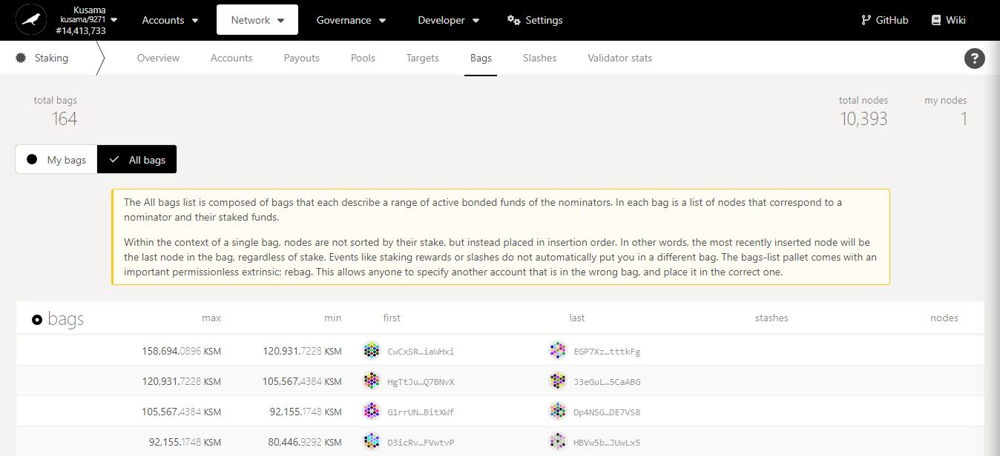 Kusama
kusama/9271
#14,413,733
Accounts
Network
Governance
Developer
Settings
GitHub
Wiki
Staking
Overview
Accounts
Payouts
Pools
Targets
Bags
Slashes
Validator stats
?
total bags
164
total nodes
10,393
my nodes
1
My bags
All bags
The All bags list is composed of bags that each describe a range of active bonded funds of the nominators. In each bag is a list of nodes that correspond to a
nominator and their staked funds.
Within the context of a single bag, nodes are not sorted by their stake, but instead placed in insertion order. In other words, the most recently inserted node will be
the last node in the bag, regardless of stake. Events like staking rewards or slashes do not automatically put you in a different bag. The bags-list pallet comes with an
important permissionless extrinsic: rebag. This allows anyone to specify another account that is in the wrong bag, and place it in the correct one.
bags max min first last stashes nodes
158,694.0896 KSM 120,931.7228 KSM CwCxSR…iaWHxi EGP7Xz…tttkFg
120,931.7228 KSM 105,567.4384 KSM HgTtJu…Q7BNvX J3eGuL…5CaABG
105,567.4384 KSM 92,155.1748 KSM G1rrUN…BitXWf Dp4NSG…DE7VS8
92,155.1748 KSM 80,446.9292 KSM D3icRv…FVwtvP HBVw5b…JUwLx5